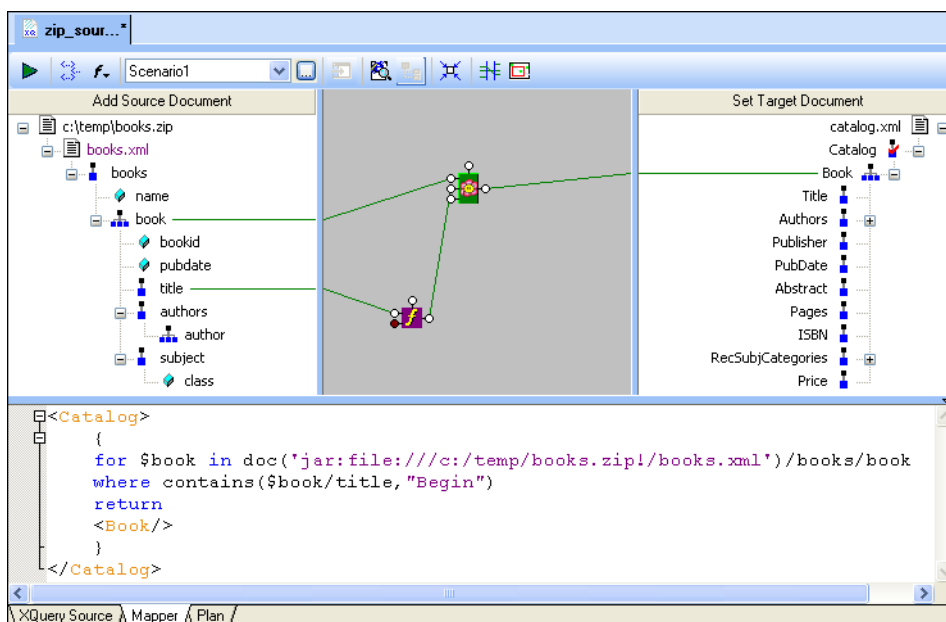 zip_sour...*
Scenario1
Add Source Document
Set Target Document
c:\temp\books.zip
books.xml
books
name
book
bookid
pubdate
title
authors
author
subject
class
catalog.xml
Catalog
Book
Title
Authors
Publisher
PubDate
Abstract
Pages
ISBN
RecSubjCategories
Price
<Catalog>
{
for $book in doc('jar:file:///c:/temp/books.zip!/books.xml')/books/book
where contains($book/title,"Begin")
return
<Book/>
}
</Catalog>
XQuery Source
Mapper
Plan